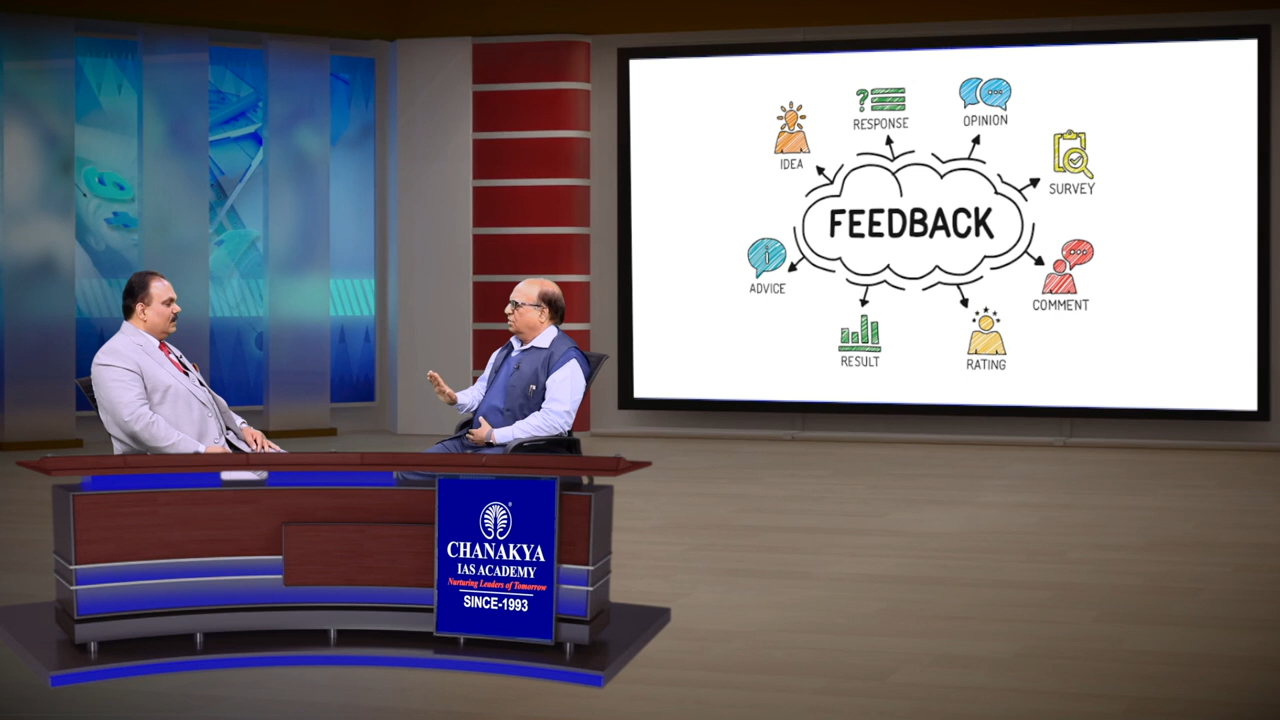 IDEA
RESPONSE
OPINION
SURVEY
FEEDBACK
ADVICE
COMMENT
RESULT
RATING
CHANAKYA
IAS ACADEMY
Nurturing Leaders of Tomorrow
SINCE-1993